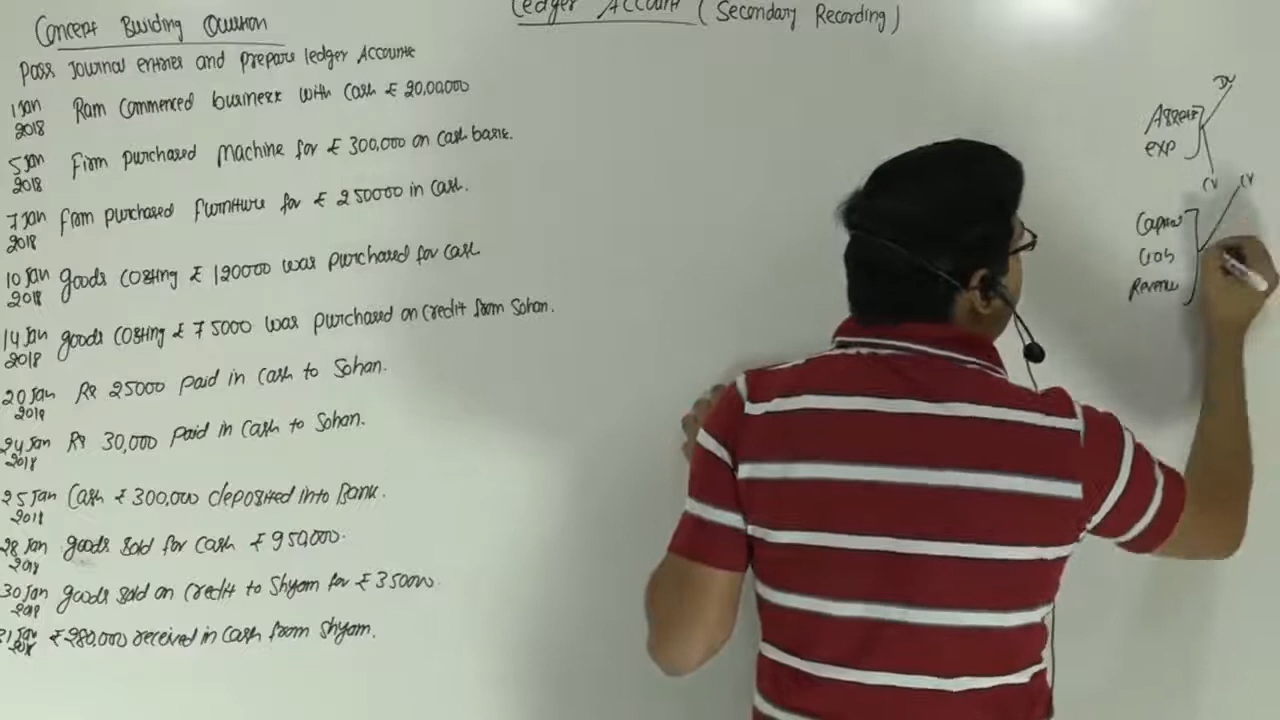 Concept Building Question
Ledger Account (Secondary Recording)
Pass Journal entries and prepare ledger Accounts
1 Jan 2018 Ram Commenced business with Cash ₹ 20,00,000
5 Jan 2018 Firm purchased Machine for ₹ 300,000 on cash basis.
7 Jan 2018 firm purchased furniture for ₹ 250000 in cash.
10 Jan 2018 goods costing ₹ 120000 was purchased for cash
14 Jan 2018 goods costing ₹ 75000 was purchased on credit from Sohan.
20 Jan 2018 Rs 25000 paid in cash to Sohan.
24 Jan 2018 Rs 30,000 paid in cash to Sohan.
25 Jan 2018 Cash ₹ 300,000 deposited into Bank.
28 Jan 2018 goods sold for cash ₹ 950,000.
30 Jan 2018 goods sold on credit to Shyam for ₹
31 Jan 2018 ₹ 280,000 received in cash from Shyam.
Dr
Assets
exp
Cr Cr
Capital
Revenue